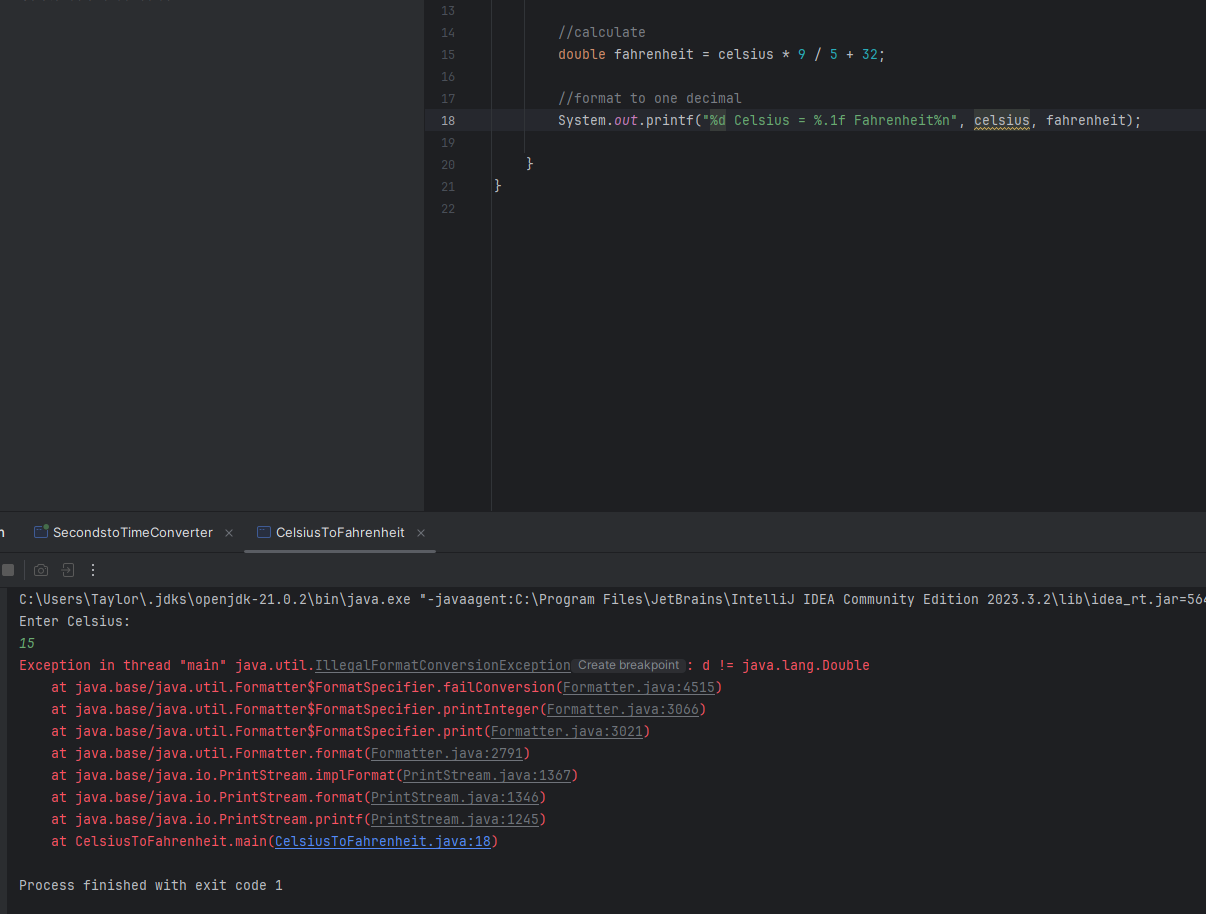 13
14 //calculate
15 double fahrenheit = celsius * 9 / 5 + 32;
16
17 //format to one decimal
18 System.out.printf("%d Celsius = %.1f Fahrenheit%n", celsius, fahrenheit);
19
20 }
21 }
22
SecondstoTimeConverter × CelsiusToFahrenheit ×
C:\Users\Taylor\.jdks\openjdk-21.0.2\bin\java.exe "-javaagent:C:\Program Files\JetBrains\IntelliJ IDEA Community Edition 2023.3.2\lib\idea_rt.jar=564
Enter Celsius:
15
Exception in thread "main" java.util.IllegalFormatConversionException Create breakpoint : d != java.lang.Double
at java.base/java.util.Formatter$FormatSpecifier.failConversion(Formatter.java:4515)
at java.base/java.util.Formatter$FormatSpecifier.printInteger(Formatter.java:3066)
at java.base/java.util.Formatter$FormatSpecifier.print(Formatter.java:3021)
at java.base/java.util.Formatter.format(Formatter.java:2791)
at java.base/java.io.PrintStream.implFormat(PrintStream.java:1367)
at java.base/java.io.PrintStream.format(PrintStream.java:1346)
at java.base/java.io.PrintStream.printf(PrintStream.java:1245)
at CelsiusToFahrenheit.main(CelsiusToFahrenheit.java:18)
Process finished with exit code 1